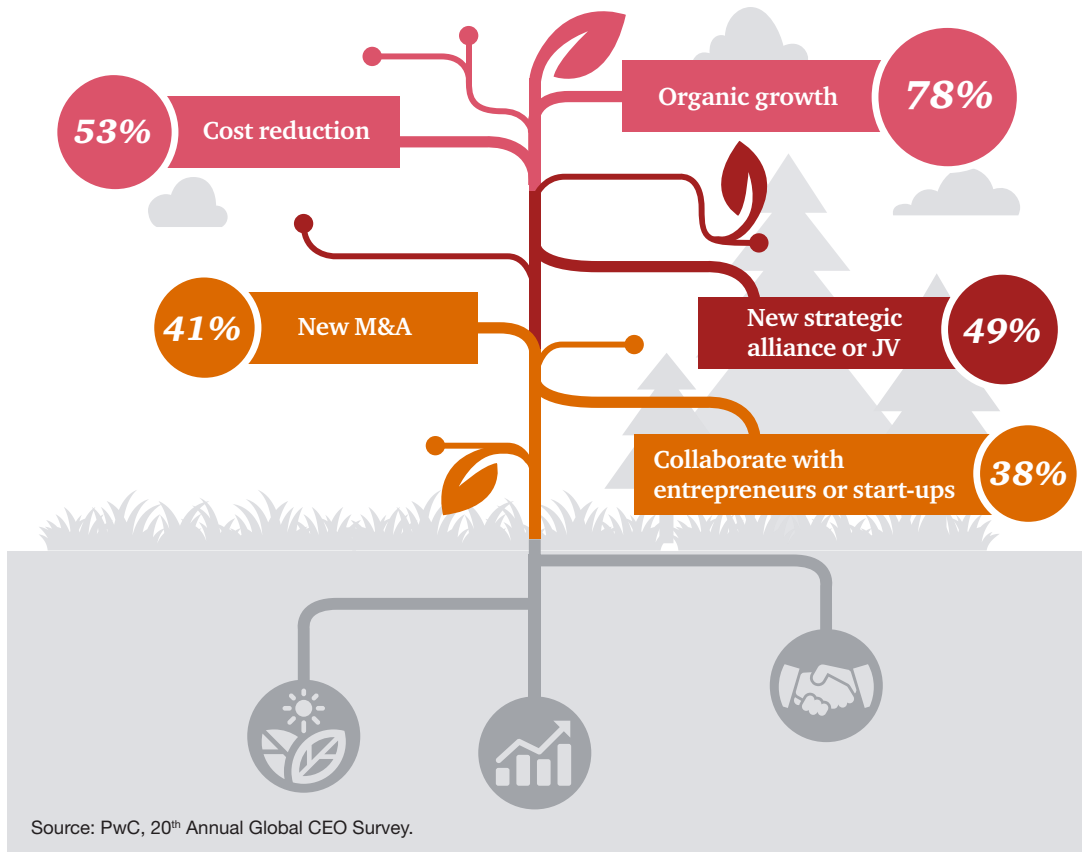 Organic growth
78%
53%
Cost reduction
New strategic
alliance or JV
49%
41%
New M&A
Collaborate with
entrepreneurs or start-ups
38%
Source: PwC, 20th Annual Global CEO Survey.